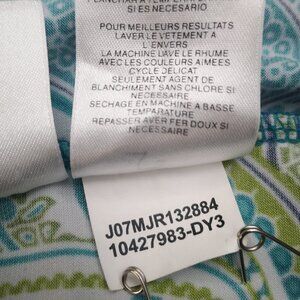 SI ES NECESARIO
POUR MEILLEURS RESULTATS
LAVER LE VETEMENT A
L'ENVERS
LA MACHINE LAVE LE RHUME
AVEC LES COULEURS AIMEES
CYCLE DELICAT
SEULEMENT AGENT DE
BLANCHIMENT SANS CHLORE SI
NECESSAIRE
SECHAGE EN MACHINE A BASSE
TEMPARATURE
REPASSER AVEC FER DOUX SI
NECESSAIRE
J07MJR132884
10427983-DY3